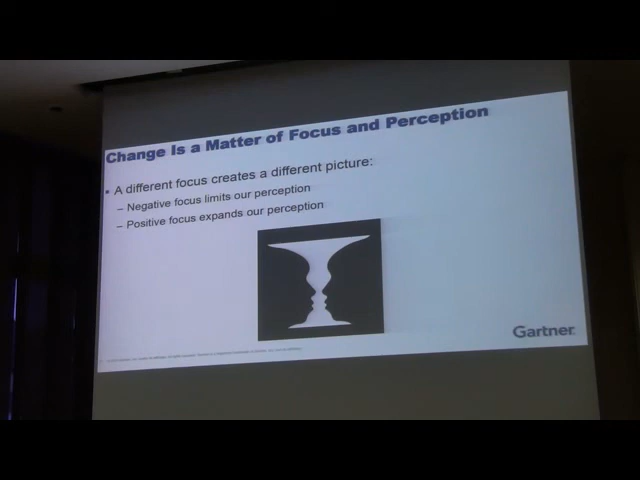 Change Is a Matter of Focus and Perception
• A different focus creates a different picture:
– Negative focus limits our perception
– Positive focus expands our perception
Gartner